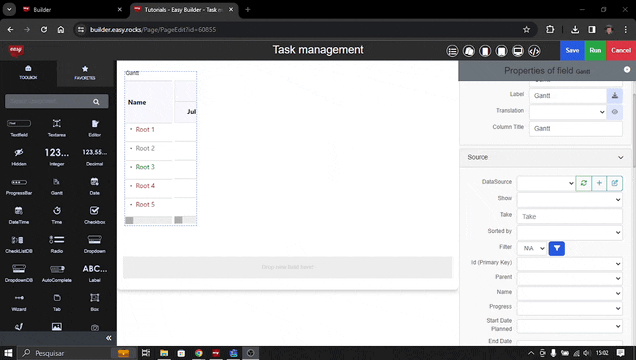 Builder
Tutorials - Easy Builder - Task m
builder.easy.rocks/Page/PageEdit?id=60855
easy
Task management
Save
Run
Cancel
TOOLBOX
FAVORITES
Search components
Textfield
Textarea
Editor
123...
123,55...
Hidden
Integer
Decimal
ProgressBar
Gantt
Date
DateTime
Time
Checkbox
CheckListDB
Radio
Dropdown
ABC...
DropdownDB
AutoComplete
Label
Wizard
Tab
Box
Gantt
Name
Jul
Root 1
Root 2
Root 3
Root 4
Root 5
Drop new field here!
Properties of field Gantt
Label
Gantt
Translation
Column Title
Gantt
Source
DataSource
Show
Take
Take
Sorted by
Filter
N\A
Id (Primary Key)
Parent
Name
Progress
Start Date
Planned
End Date
Pesquisar
15:02